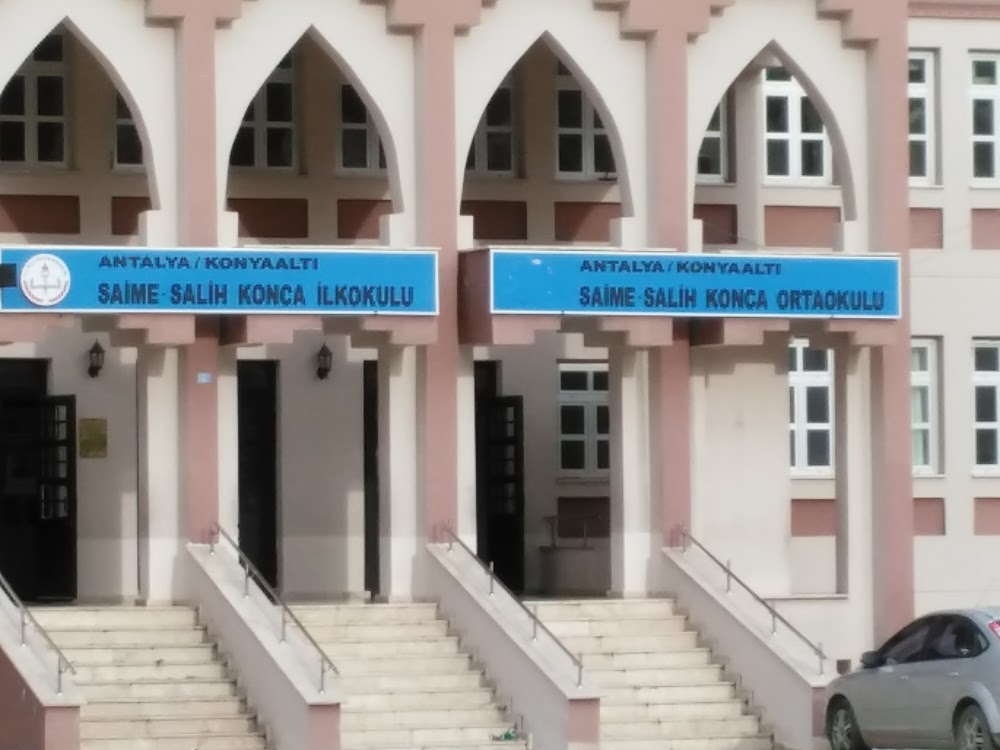 ANTALYA / KONYAALTI
SAİME - SALİH KONCA İLKOKULU
ANTALYA / KONYAALTI
SAİME - SALİH KONCA ORTAOKULU